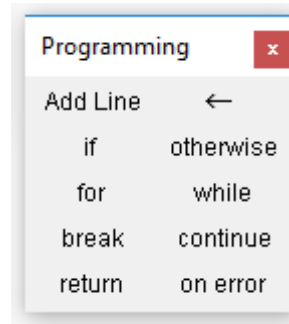 Programming x
Add Line ←
if otherwise
for while
break continue
return on error